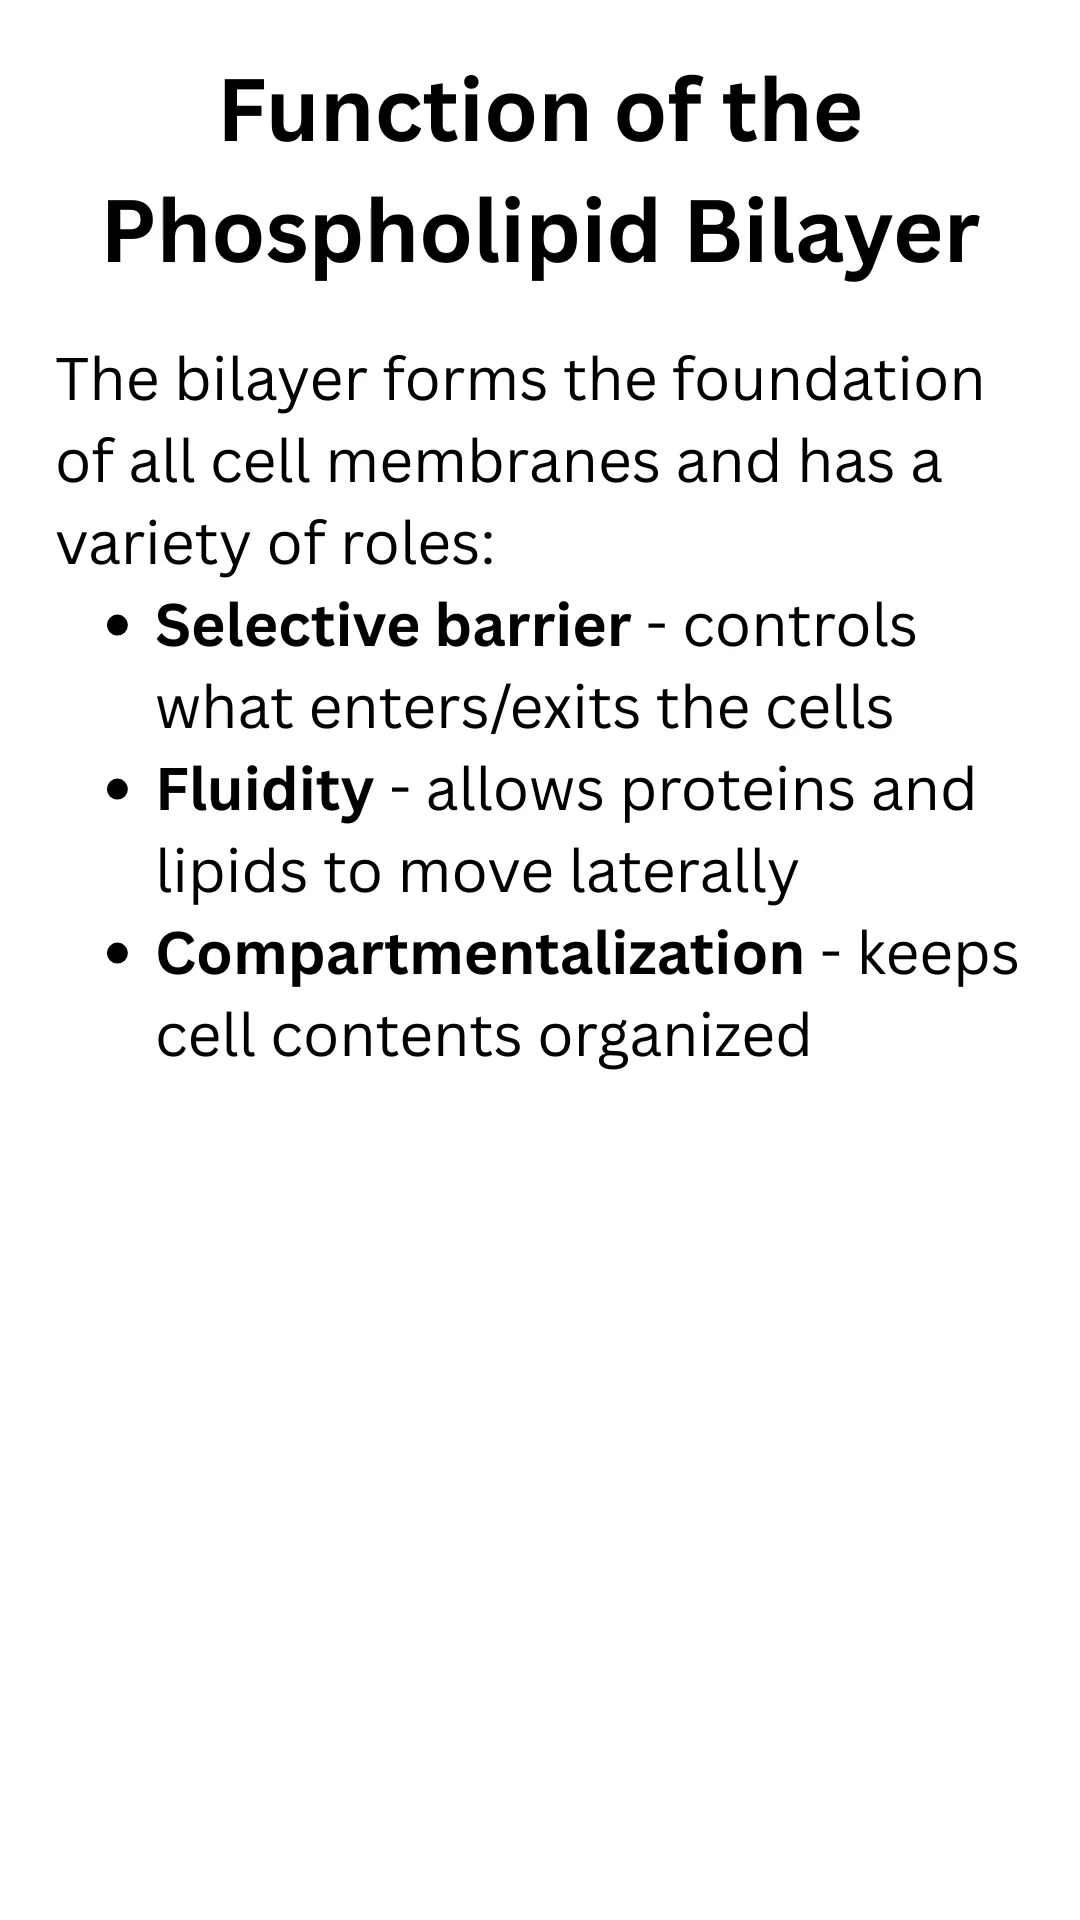 Function of the
Phospholipid Bilayer
The bilayer forms the foundation
of all cell membranes and has a
variety of roles:
• Selective barrier - controls
what enters/exits the cells
• Fluidity - allows proteins and
lipids to move laterally
• Compartmentalization - keeps
cell contents organized